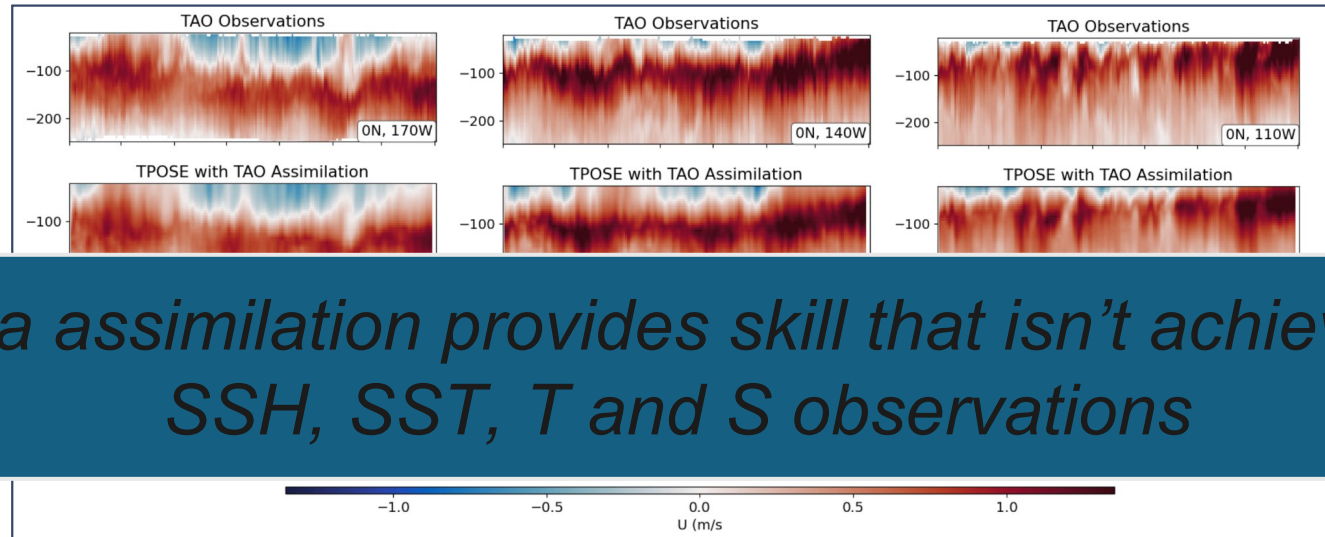 TAO Observations
TAO Observations
TAO Observations
−100
−200
0N, 170W
−100
−200
0N, 140W
−100
−200
0N, 110W
TPOSE with TAO Assimilation
TPOSE with TAO Assimilation
TPOSE with TAO Assimilation
−100
−100
−100
a assimilation provides skill that isn’t achie
SSH, SST, T and S observations
−1.0 −0.5 0.0 0.5 1.0
U (m/s